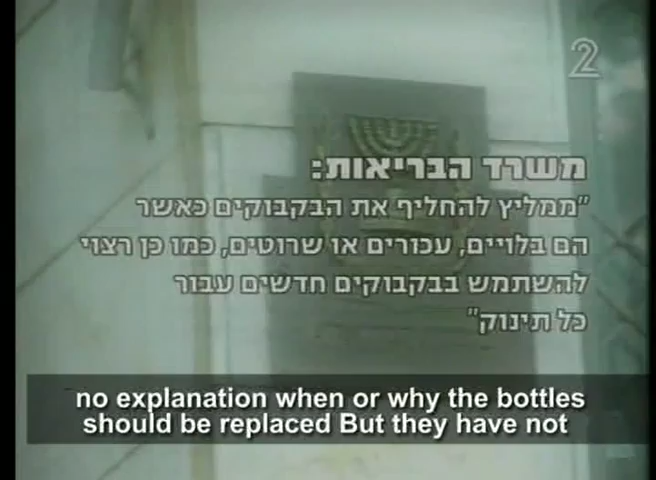 2
משרד הבריאות:
"ממליץ להחליף את הבקבוקים כאשר
הם בלויים, עכורים או שרוטים, כמו כן רצוי
להשתמש בבקבוקים חדשים עבור
כל תינוק"
no explanation when or why the bottles
should be replaced But they have not